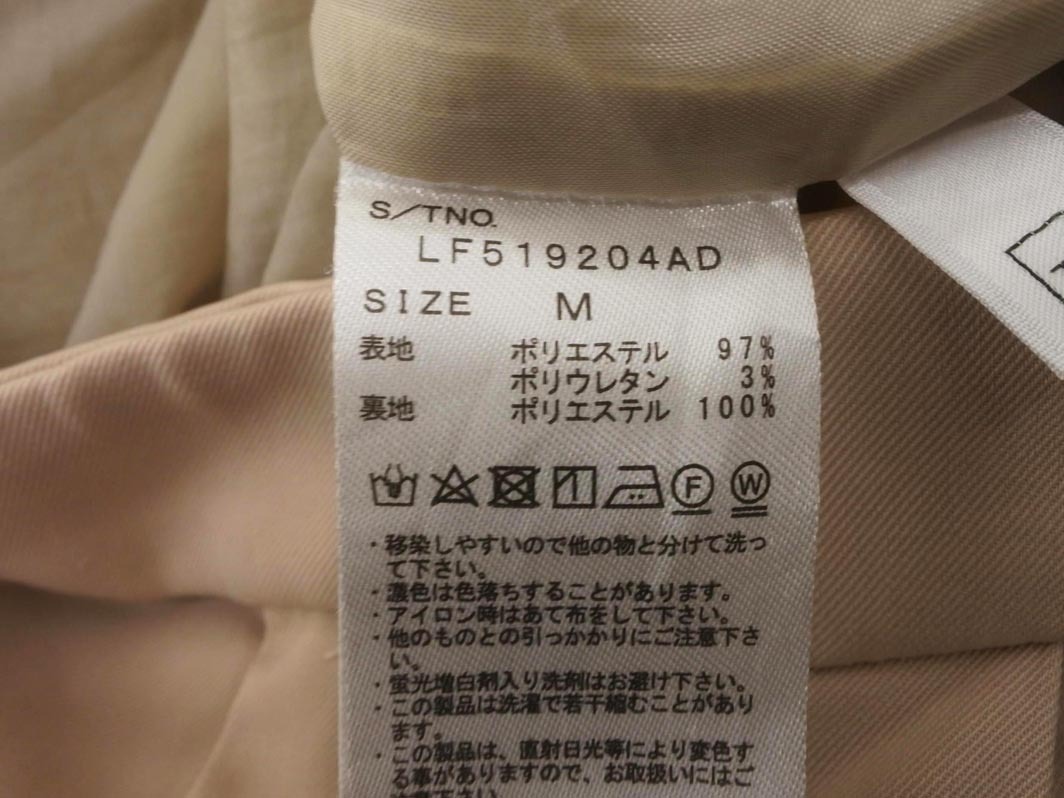 S/TNO.
LF519204AD
SIZE M
表地 ポリエステル 97%
ポリウレタン 3%
裏地 ポリエステル 100%
F W
・移染しやすいので他の物と分けて洗っ
て下さい。
・濃色は色落ちすることがあります。
・アイロン時はあて布をして下さい。
・他のものとの引っかかりにご注意下さ
い。
・蛍光増白剤入り洗剤はお避け下さい。
・この製品は洗濯で若干縮むことがあり
ます。
・この製品は、直射日光等により変色す
る事がありますので、お取扱いにはご
注意下さい。